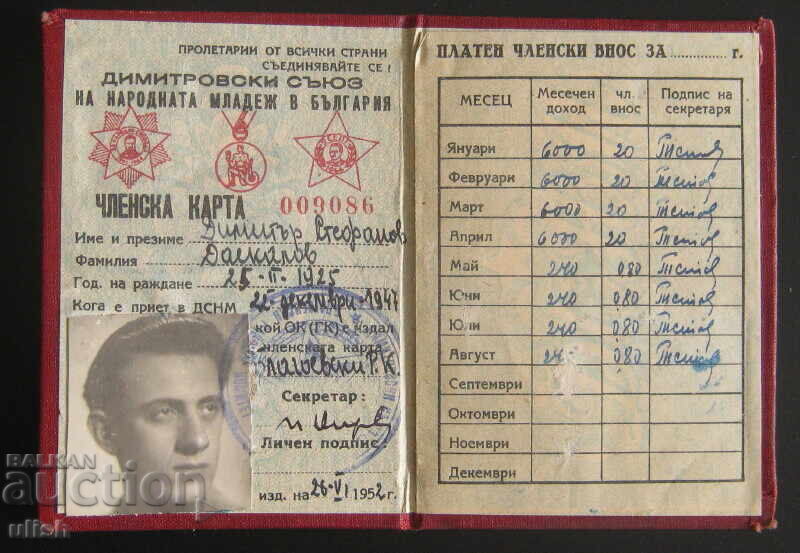 ПРОЛЕТАРИИ ОТ ВСИЧКИ СТРАНИ
СЪЕДИНЯВАЙТЕ СЕ!
ДИМИТРОВСКИ СЪЮЗ
НА НАРОДНАТА МЛАДЕЖ В БЪЛГАРИЯ
ЧЛЕНСКА КАРТА 009086
Име и презиме Димитър Стефанов
Фамилия Даскалов
Год. на раждане 25-II-1925
Кога е приет в ДСНМ 25 декември 1947
кой ОК (ГК) е издал
членската карта
Благоевски Р.К.
Секретар:
Личен подпис:
изд. на 26-VI 1952 г.
ПЛАТЕН ЧЛЕНСКИ ВНОС ЗА ............ г.
МЕСЕЦ Месечен доход чл. внос Подпис на секретаря
Януари 6000 20
Февруари 6000 20
Март 6000 20
Април 6000 20
Май 240 080
Юни 240 080
Юли 240 080
Август 24 080
Септември
Октомври
Ноември
Декември
BALKAN
auction
ulish